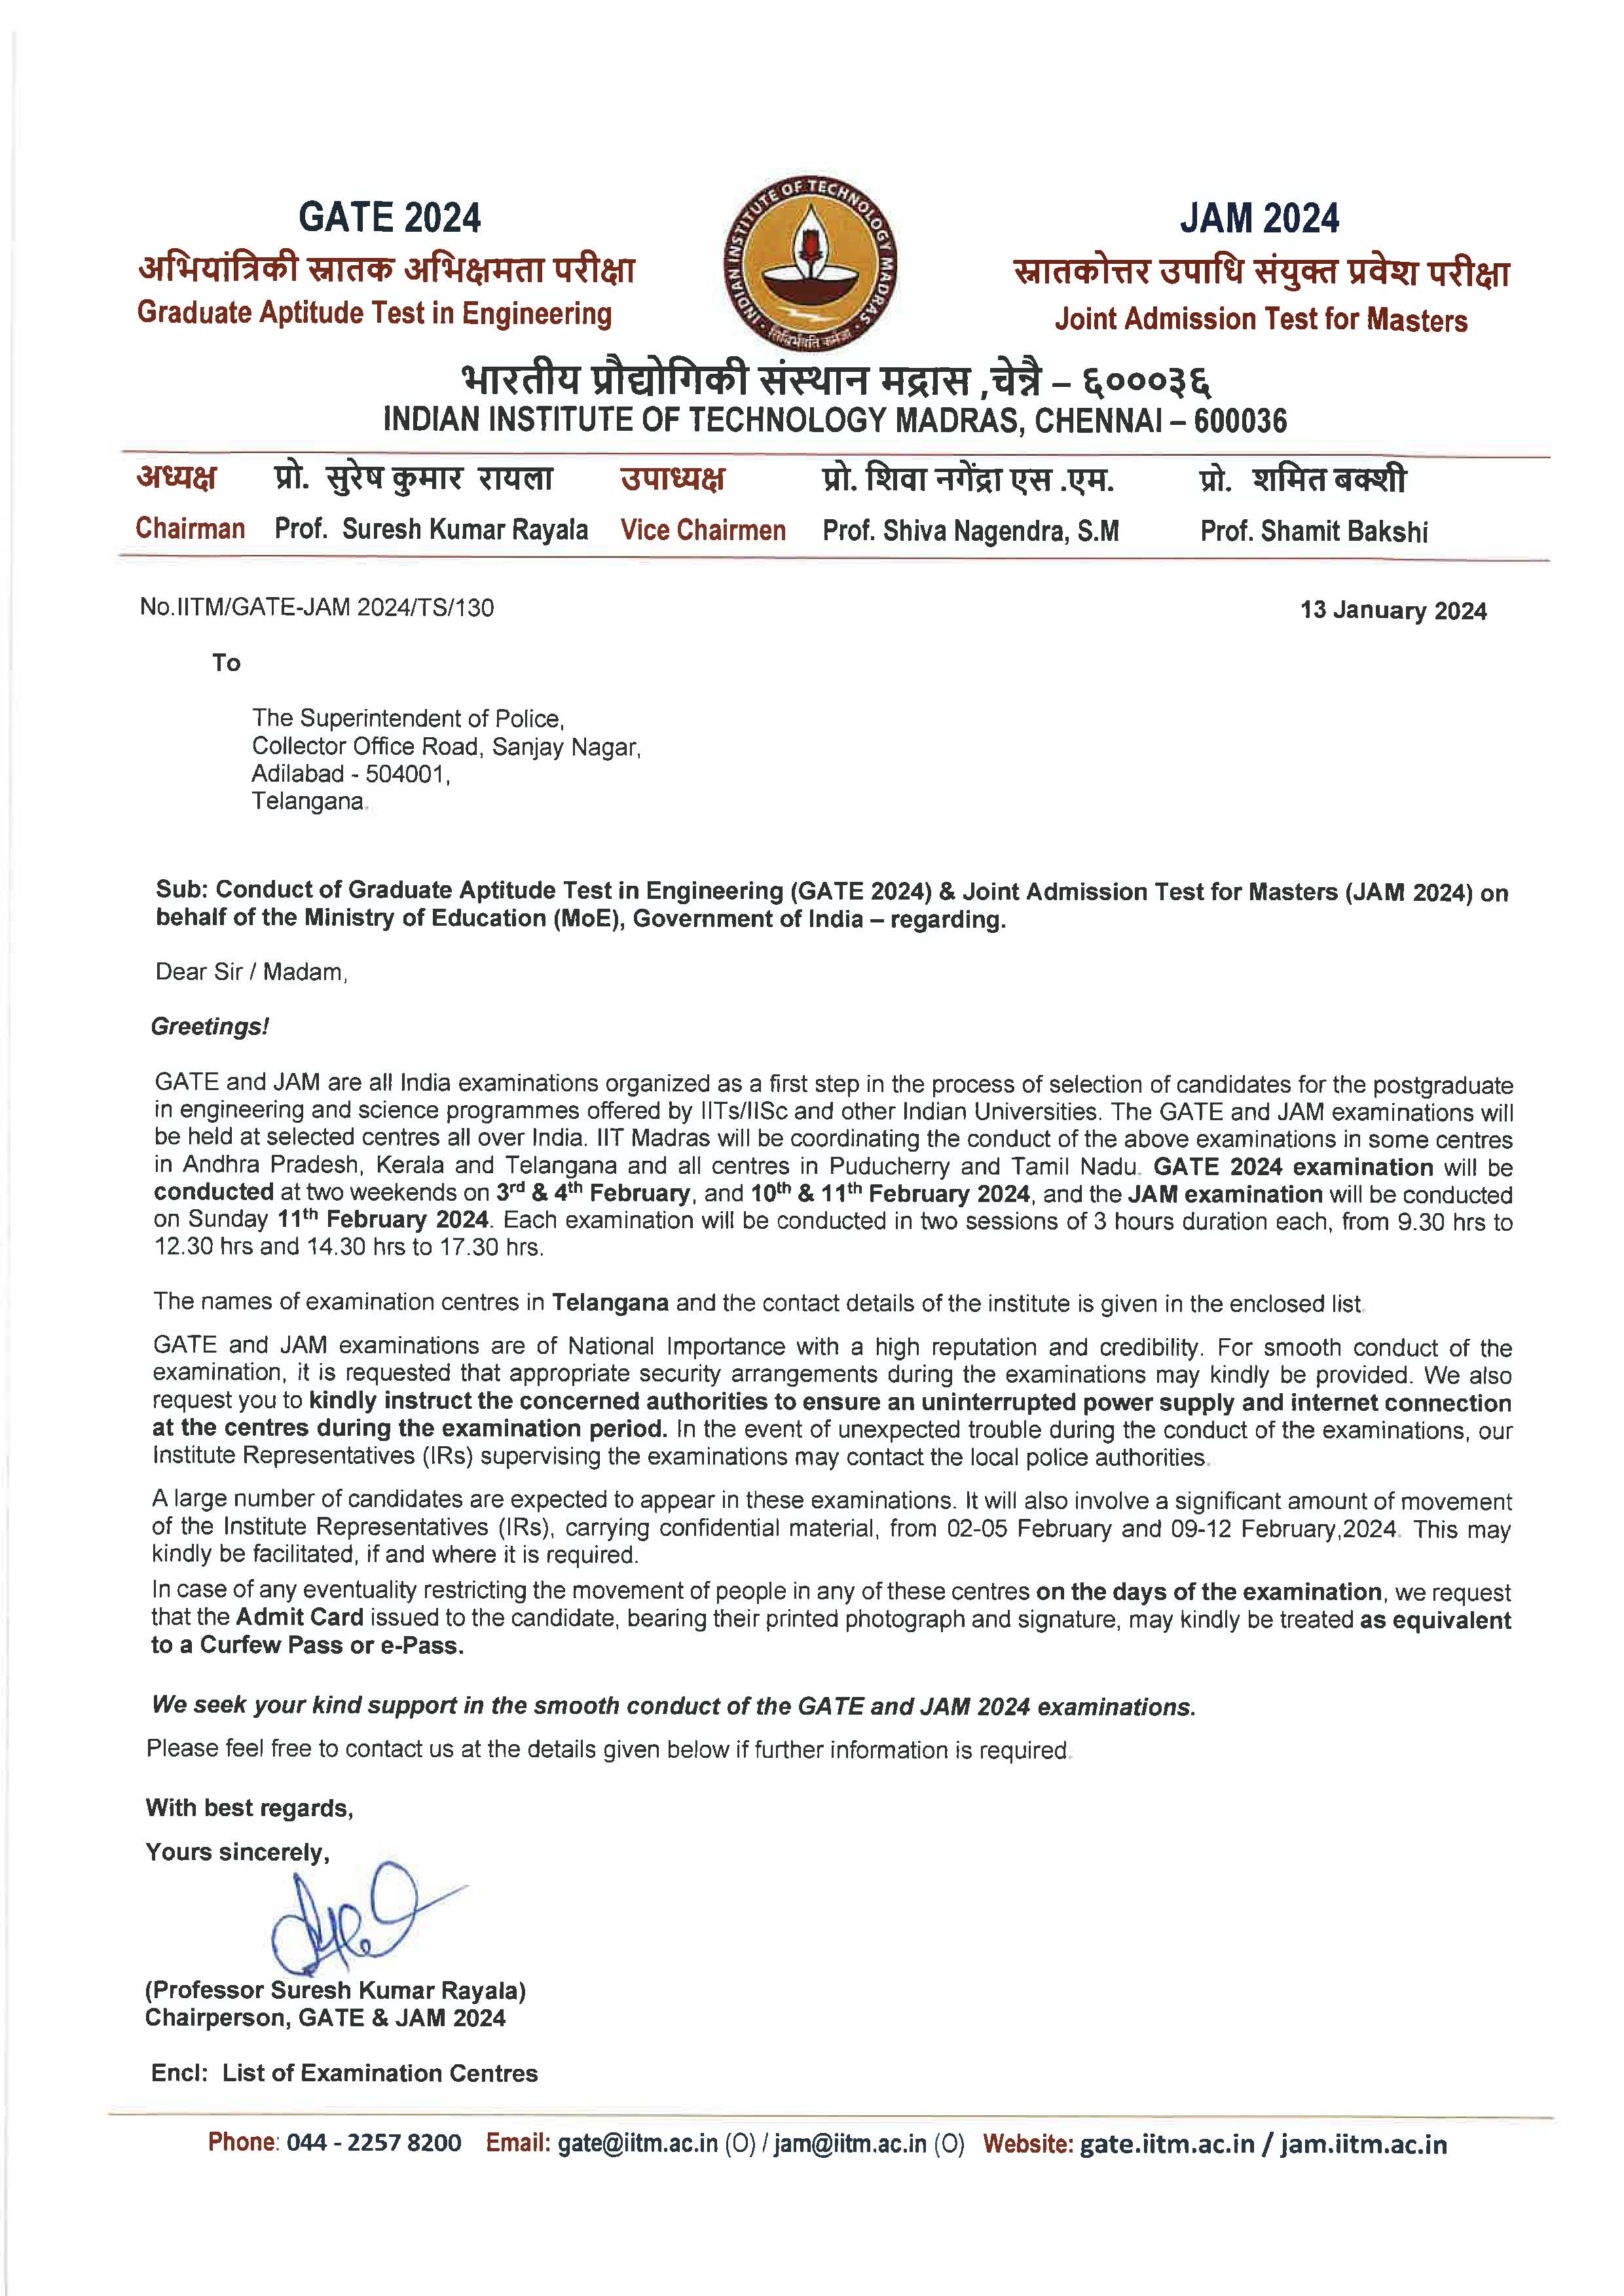 GATE 2024
अभियांत्रिकी स्नातक अभिक्षमता परीक्षा
Graduate Aptitude Test in Engineering
INDIAN INSTITUTE OF TECHNOLOGY MADRAS
सिद्धिर्भवति कर्मजा
JAM 2024
स्नातकोत्तर उपाधि संयुक्त प्रवेश परीक्षा
Joint Admission Test for Masters
भारतीय प्रौद्योगिकी संस्थान मद्रास ,चेन्नै – ६०००३६
INDIAN INSTITUTE OF TECHNOLOGY MADRAS, CHENNAI – 600036
अध्यक्ष प्रो. सुरेष कुमार रायला उपाध्यक्ष प्रो. शिवा नगेंद्रा एस .एम. प्रो. शमित बक्शी
Chairman Prof. Suresh Kumar Rayala Vice Chairmen Prof. Shiva Nagendra, S.M Prof. Shamit Bakshi
No.IITM/GATE-JAM 2024/TS/130 13 January 2024
To
The Superintendent of Police,
Collector Office Road, Sanjay Nagar,
Adilabad - 504001,
Telangana.
Sub: Conduct of Graduate Aptitude Test in Engineering (GATE 2024) & Joint Admission Test for Masters (JAM 2024) on
behalf of the Ministry of Education (MoE), Government of India – regarding.
Dear Sir / Madam,
Greetings!
GATE and JAM are all India examinations organized as a first step in the process of selection of candidates for the postgraduate
in engineering and science programmes offered by IITs/IISc and other Indian Universities. The GATE and JAM examinations will
be held at selected centres all over India. IIT Madras will be coordinating the conduct of the above examinations in some centres
in Andhra Pradesh, Kerala and Telangana and all centres in Puducherry and Tamil Nadu. GATE 2024 examination will be
conducted at two weekends on 3rd & 4th February, and 10th & 11th February 2024, and the JAM examination will be conducted
on Sunday 11th February 2024. Each examination will be conducted in two sessions of 3 hours duration each, from 9.30 hrs to
12.30 hrs and 14.30 hrs to 17.30 hrs.
The names of examination centres in Telangana and the contact details of the institute is given in the enclosed list.
GATE and JAM examinations are of National Importance with a high reputation and credibility. For smooth conduct of the
examination, it is requested that appropriate security arrangements during the examinations may kindly be provided. We also
request you to kindly instruct the concerned authorities to ensure an uninterrupted power supply and internet connection
at the centres during the examination period. In the event of unexpected trouble during the conduct of the examinations, our
Institute Representatives (IRs) supervising the examinations may contact the local police authorities.
A large number of candidates are expected to appear in these examinations. It will also involve a significant amount of movement
of the Institute Representatives (IRs), carrying confidential material, from 02-05 February and 09-12 February,2024. This may
kindly be facilitated, if and where it is required.
In case of any eventuality restricting the movement of people in any of these centres on the days of the examination, we request
that the Admit Card issued to the candidate, bearing their printed photograph and signature, may kindly be treated as equivalent
to a Curfew Pass or e-Pass.
We seek your kind support in the smooth conduct of the GATE and JAM 2024 examinations.
Please feel free to contact us at the details given below if further information is required.
With best regards,
Yours sincerely,
(Professor Suresh Kumar Rayala)
Chairperson, GATE & JAM 2024
Encl: List of Examination Centres
Phone: 044 - 2257 8200 Email: gate@iitm.ac.in (O) / jam@iitm.ac.in (O) Website: gate.iitm.ac.in / jam.iitm.ac.in